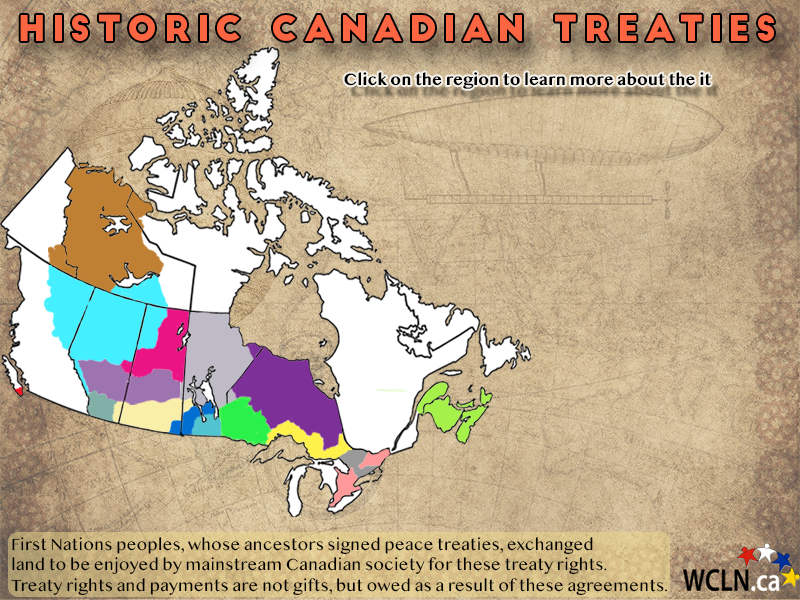 HISTORIC CANADIAN TREATIES
Click on the region to learn more about the it
First Nations peoples, whose ancestors signed peace treaties, exchanged
land to be enjoyed by mainstream Canadian society for these treaty rights.
Treaty rights and payments are not gifts, but owed as a result of these agreements.
WCLN.ca